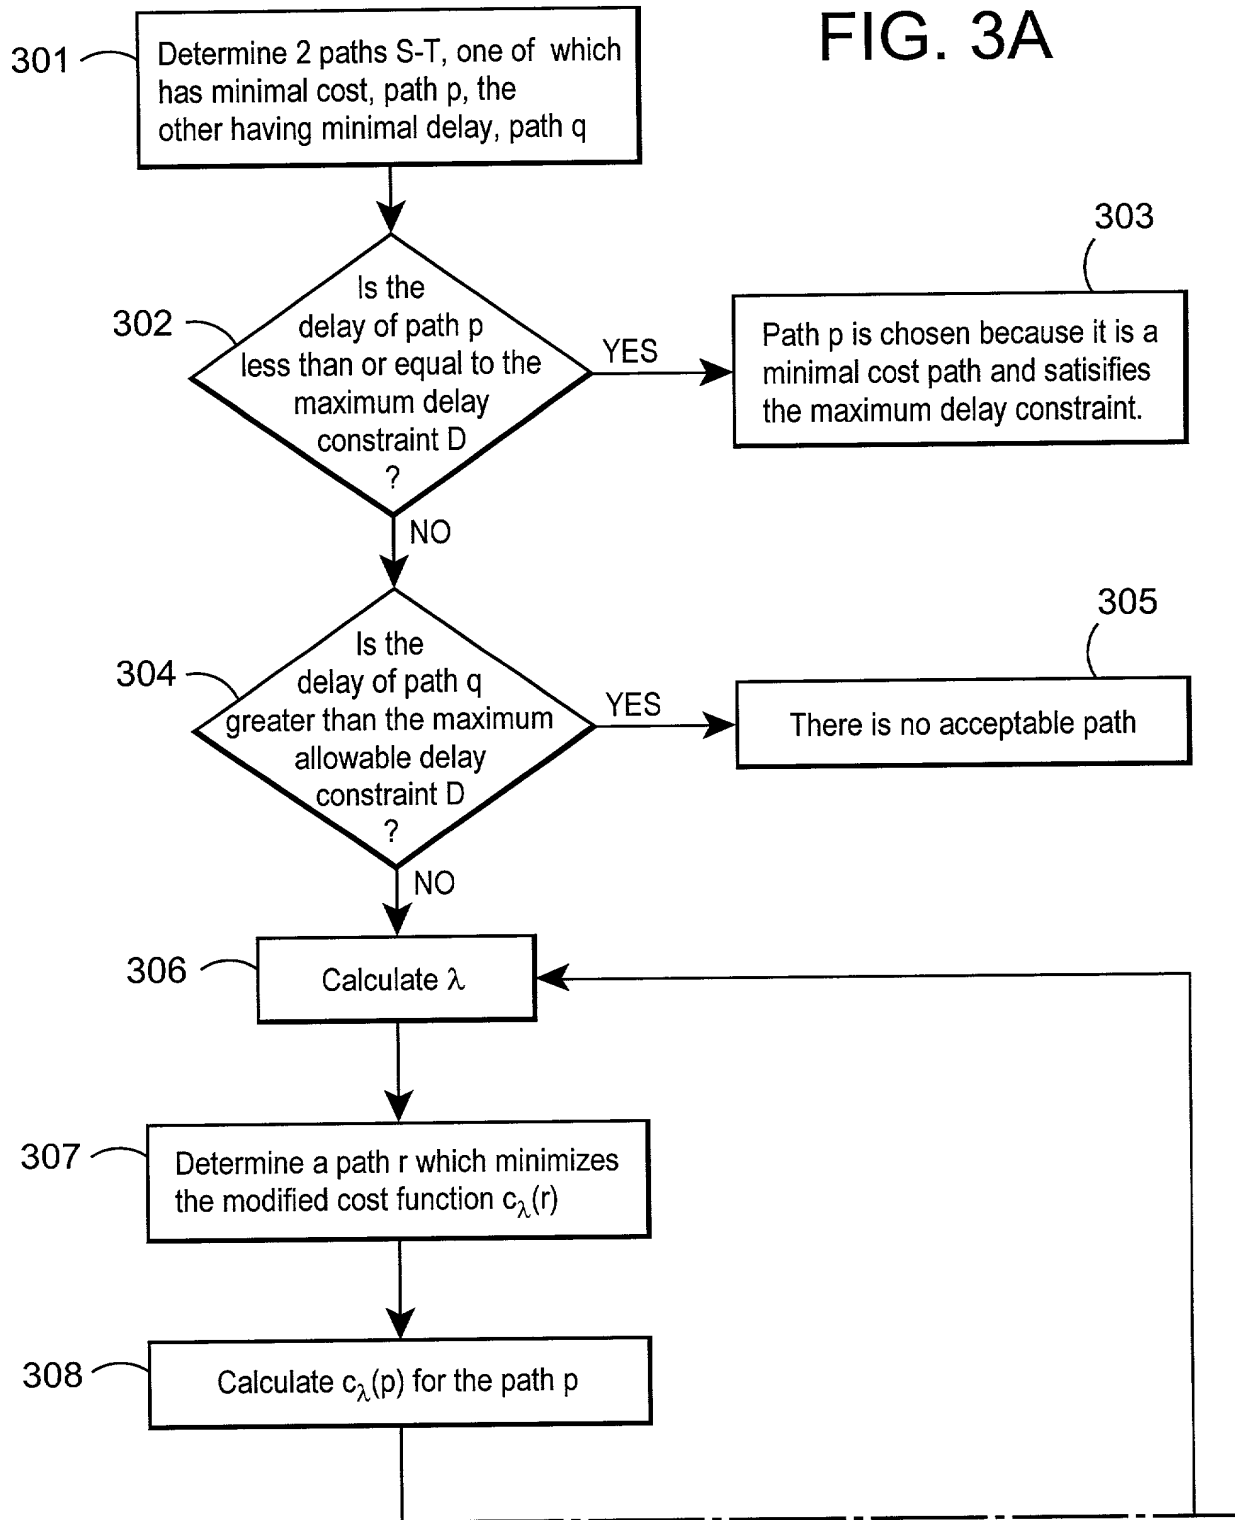 FIG. 3A
301
Determine 2 paths S-T, one of which
has minimal cost, path p, the
other having minimal delay, path q
302
Is the
delay of path p
less than or equal to the
maximum delay
constraint D
?
YES
303
Path p is chosen because it is a
minimal cost path and satisifies
the maximum delay constraint.
NO
304
Is the
delay of path q
greater than the maximum
allowable delay
constraint D
?
YES
305
There is no acceptable path
NO
306
Calculate λ
307
Determine a path r which minimizes
the modified cost function cλ(r)
308
Calculate cλ(p) for the path p